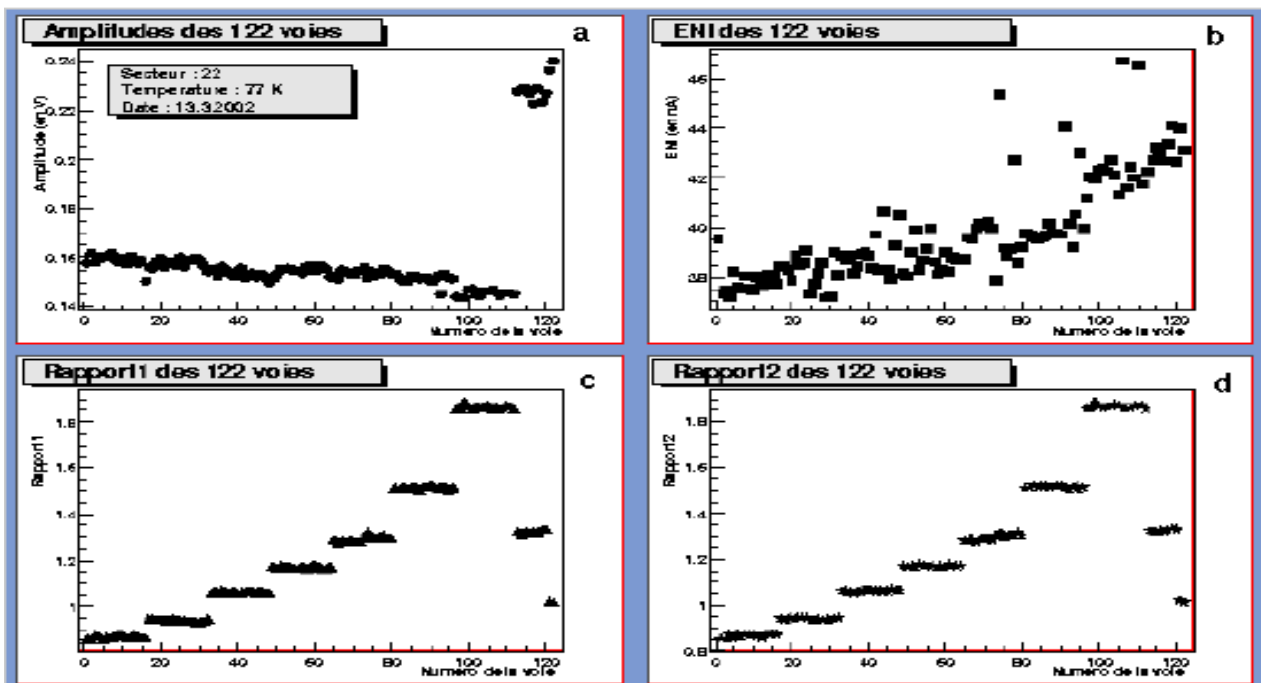 Amplitudes des 122 voies
a
Secteur : 22
Temperature : 77 K
Date : 13.3.2002
Amplitude (en V)
0.24
0.22
0.2
0.18
0.16
0.14
0 20 40 60 80 100 120
Numero de la voie
ENI des 122 voies
b
ENI (en nA)
46
44
42
40
38
0 20 40 60 80 100 120
Numero de la voie
Rapport1 des 122 voies
c
Rapport1
1.8
1.6
1.4
1.2
1
0.8
0 20 40 60 80 100 120
Numero de la voie
Rapport2 des 122 voies
d
Rapport2
1.8
1.6
1.4
1.2
1
0.8
0 20 40 60 80 100 120
Numero de la voie